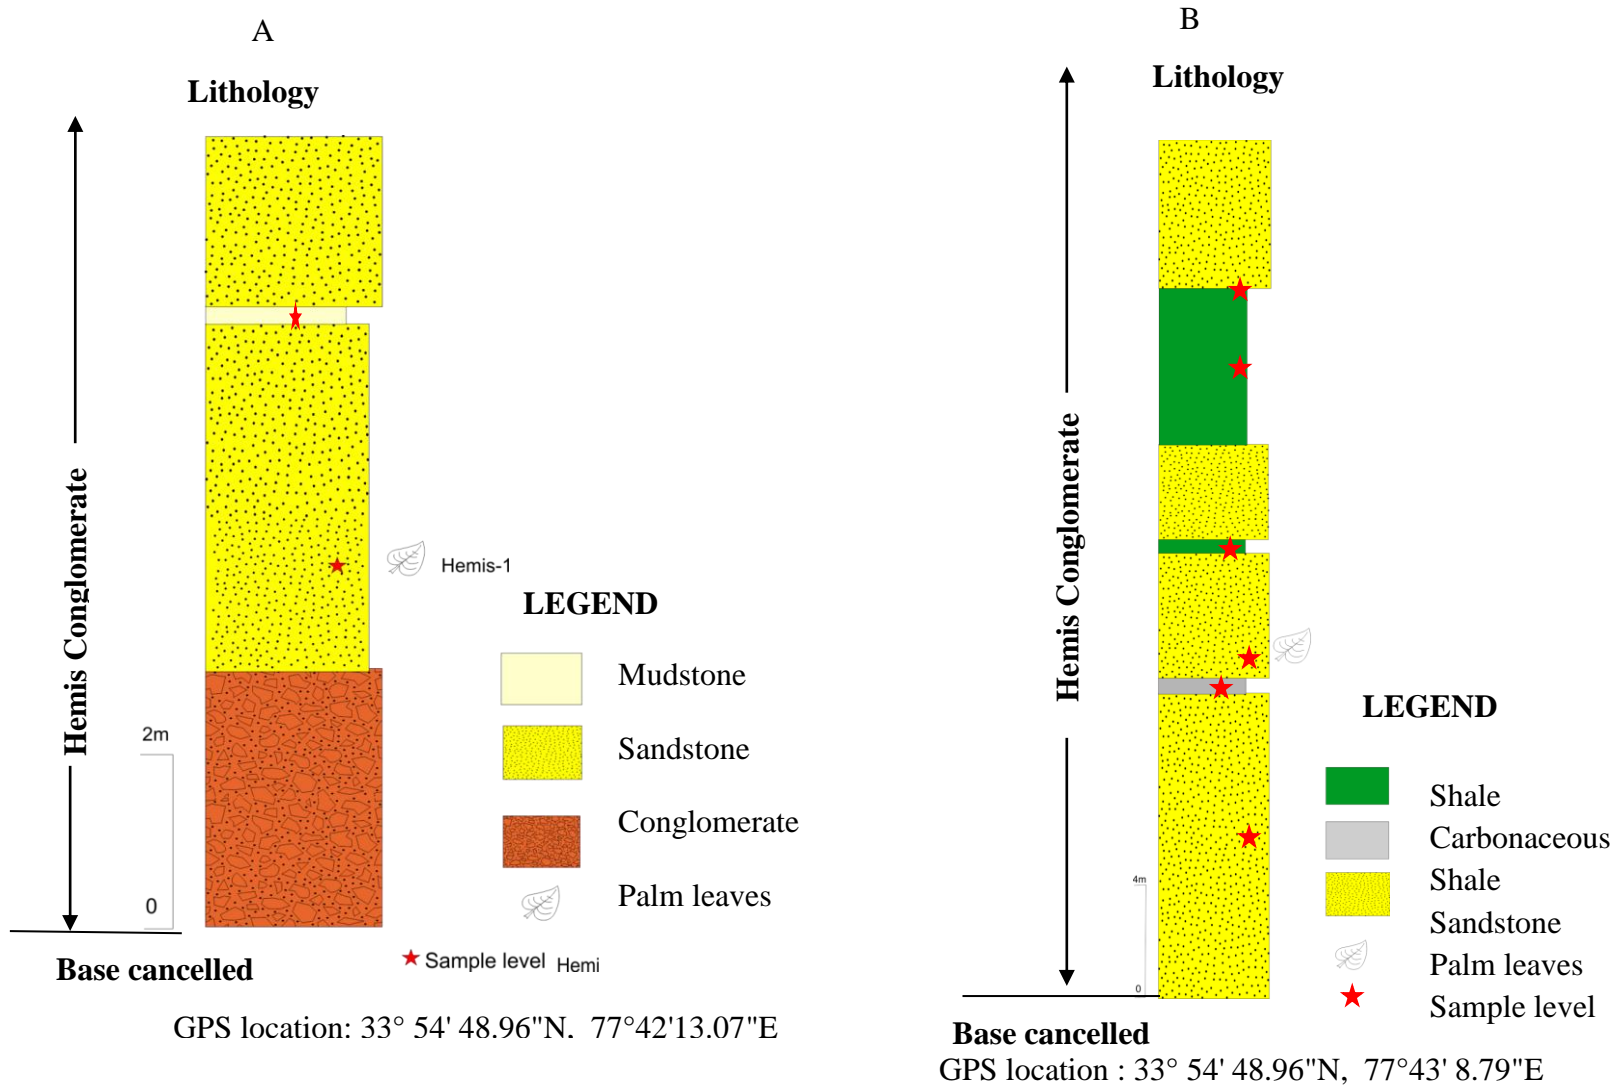 A
Lithology
Hemis Conglomerate
Hemis-1
LEGEND
Mudstone
Sandstone
Conglomerate
Palm leaves
2m
0
Base cancelled
Sample level Hemi
GPS location: 33° 54' 48.96"N, 77°42'13.07"E
B
Lithology
Hemis Conglomerate
LEGEND
Shale
Carbonaceous
Shale
Sandstone
Palm leaves
Sample level
4m
0
Base cancelled
GPS location : 33° 54' 48.96"N, 77°43' 8.79"E